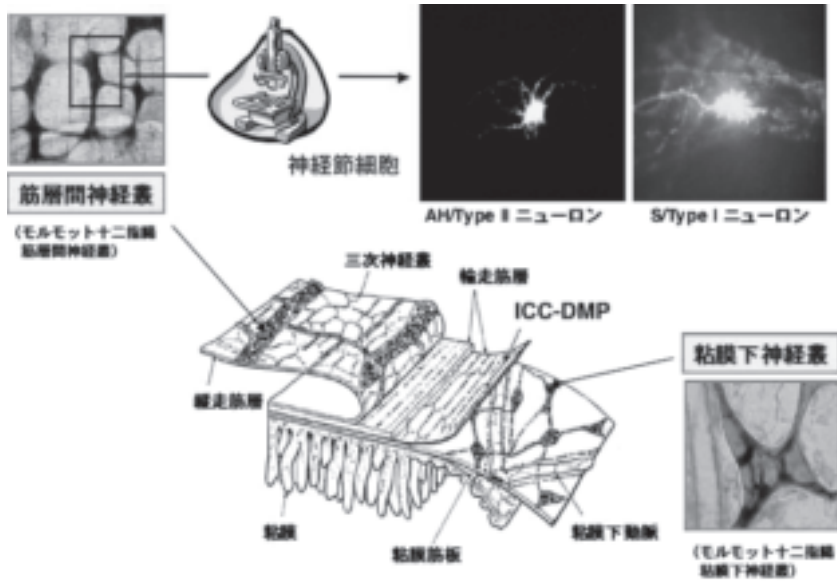 神経節細胞
AH/Type II ニューロン
S/Type I ニューロン
筋層間神経叢
(モルモット十二指腸
筋層間神経叢)
三次神経叢
輪走筋層
ICC-DMP
粘膜下神経叢
縦走筋層
粘膜
粘膜筋板
粘膜下動脈
(モルモット十二指腸
粘膜下神経叢)